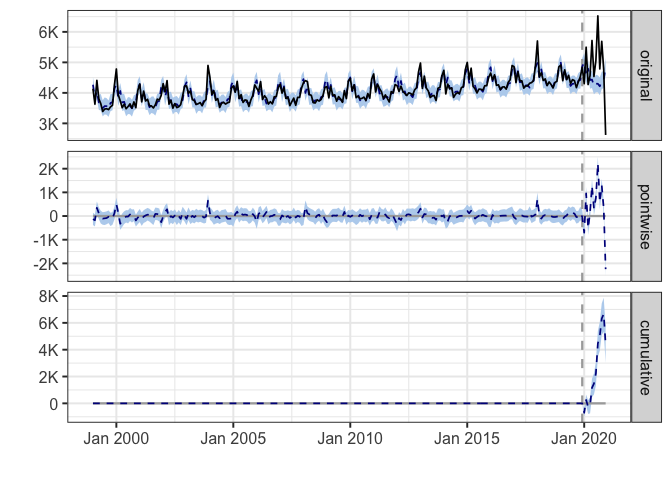 6K
5K
4K
3K
original
2K
1K
0
-1K
-2K
pointwise
8K
6K
4K
2K
0
cumulative
Jan 2000 Jan 2005 Jan 2010 Jan 2015 Jan 2020